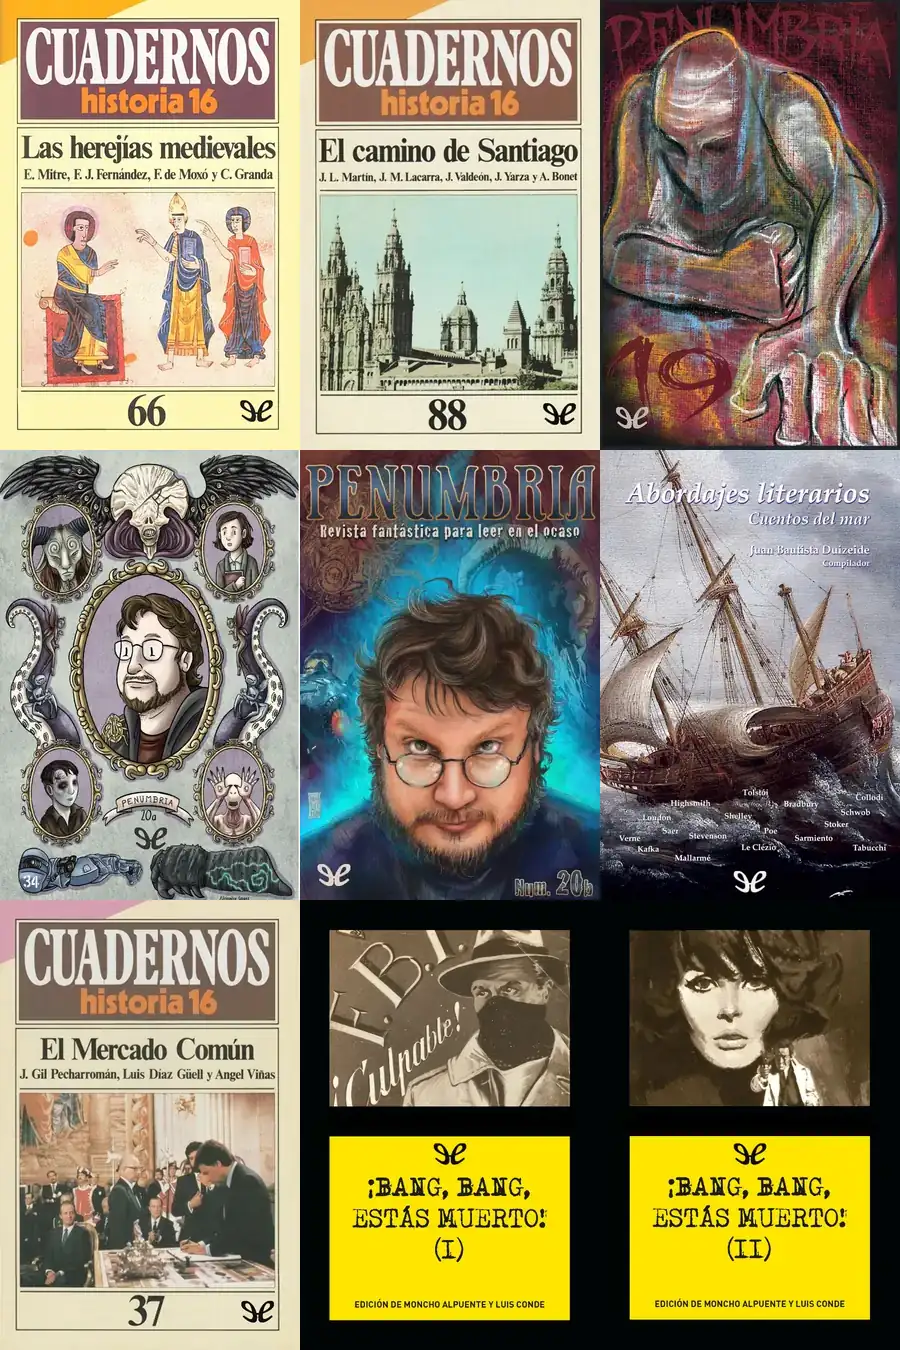 CUADERNOS
historia 16
Las herejías medievales
E. Mitre, F. J. Fernández, F. de Moxó y C. Granda
66
CUADERNOS
historia 16
El camino de Santiago
J. L. Martín, J. M. Lacarra, J. Valdeón, J. Yarza y A. Bonet
88
PENUMBRIA
19
PENUMBRIA
20a
34
PENUMBRIA
Revista fantástica para leer en el ocaso
Num. 20b
Abordajes literarios
Cuentos del mar
Juan Bautista Duizeide
Compilador
Tolstói
Collodi
Highsmith
Bradbury
London
Shelley
Schwob
Saer
Stevenson
Poe
Stoker
Verne
Sarmiento
Kafka
Le Clézio
Tabucchi
Mallarmé
CUADERNOS
historia 16
El Mercado Común
J. Gil Pecharromán, Luis Díaz Güell y Angel Viñas
37
F.B.I.
¡Culpable!
¡BANG, BANG,
ESTÁS MUERTO!
(I)
EDICIÓN DE MONCHO ALPUENTE Y LUIS CONDE
¡BANG, BANG,
ESTÁS MUERTO!
(II)
EDICIÓN DE MONCHO ALPUENTE Y LUIS CONDE